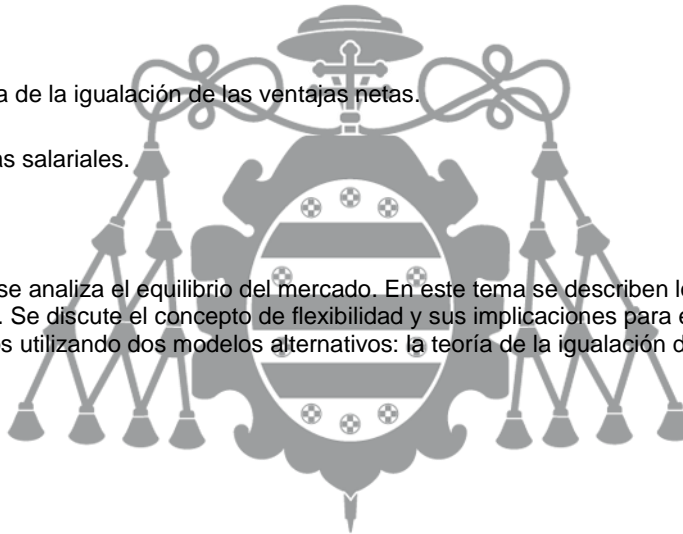 a de la igualación de las ventajas netas.
as salariales.
se analiza el equilibrio del mercado. En este tema se describen l
. Se discute el concepto de flexibilidad y sus implicaciones para e
os utilizando dos modelos alternativos: la teoría de la igualación d